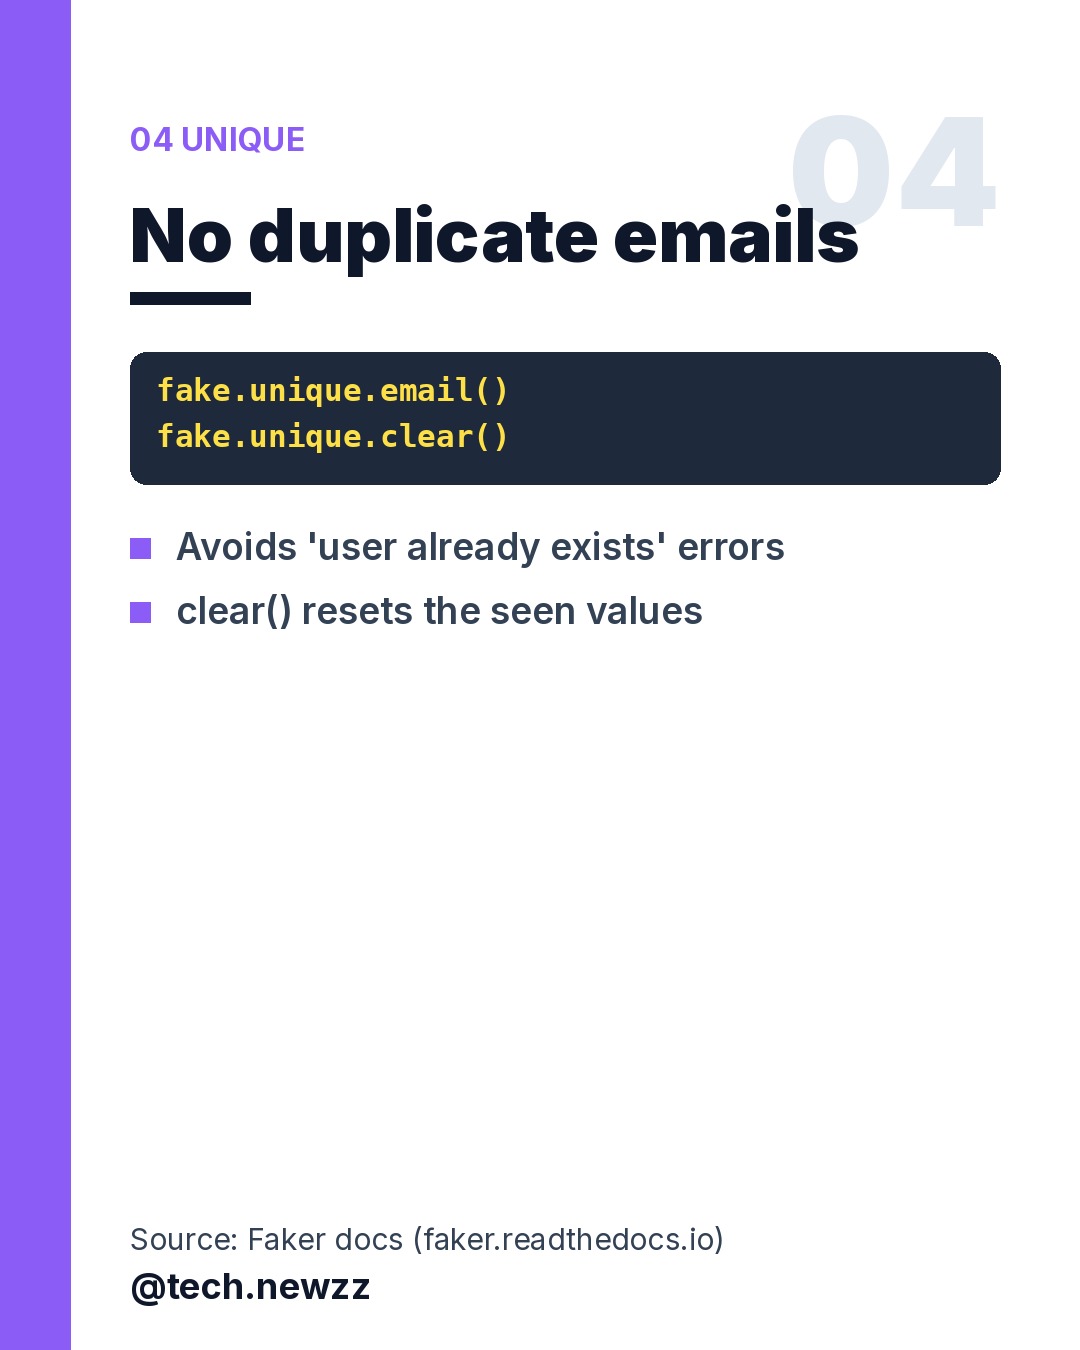 04 UNIQUE
04
No duplicate emails
fake.unique.email()
fake.unique.clear()
Avoids 'user already exists' errors
clear() resets the seen values
Source: Faker docs (faker.readthedocs.io)
@tech.newzz